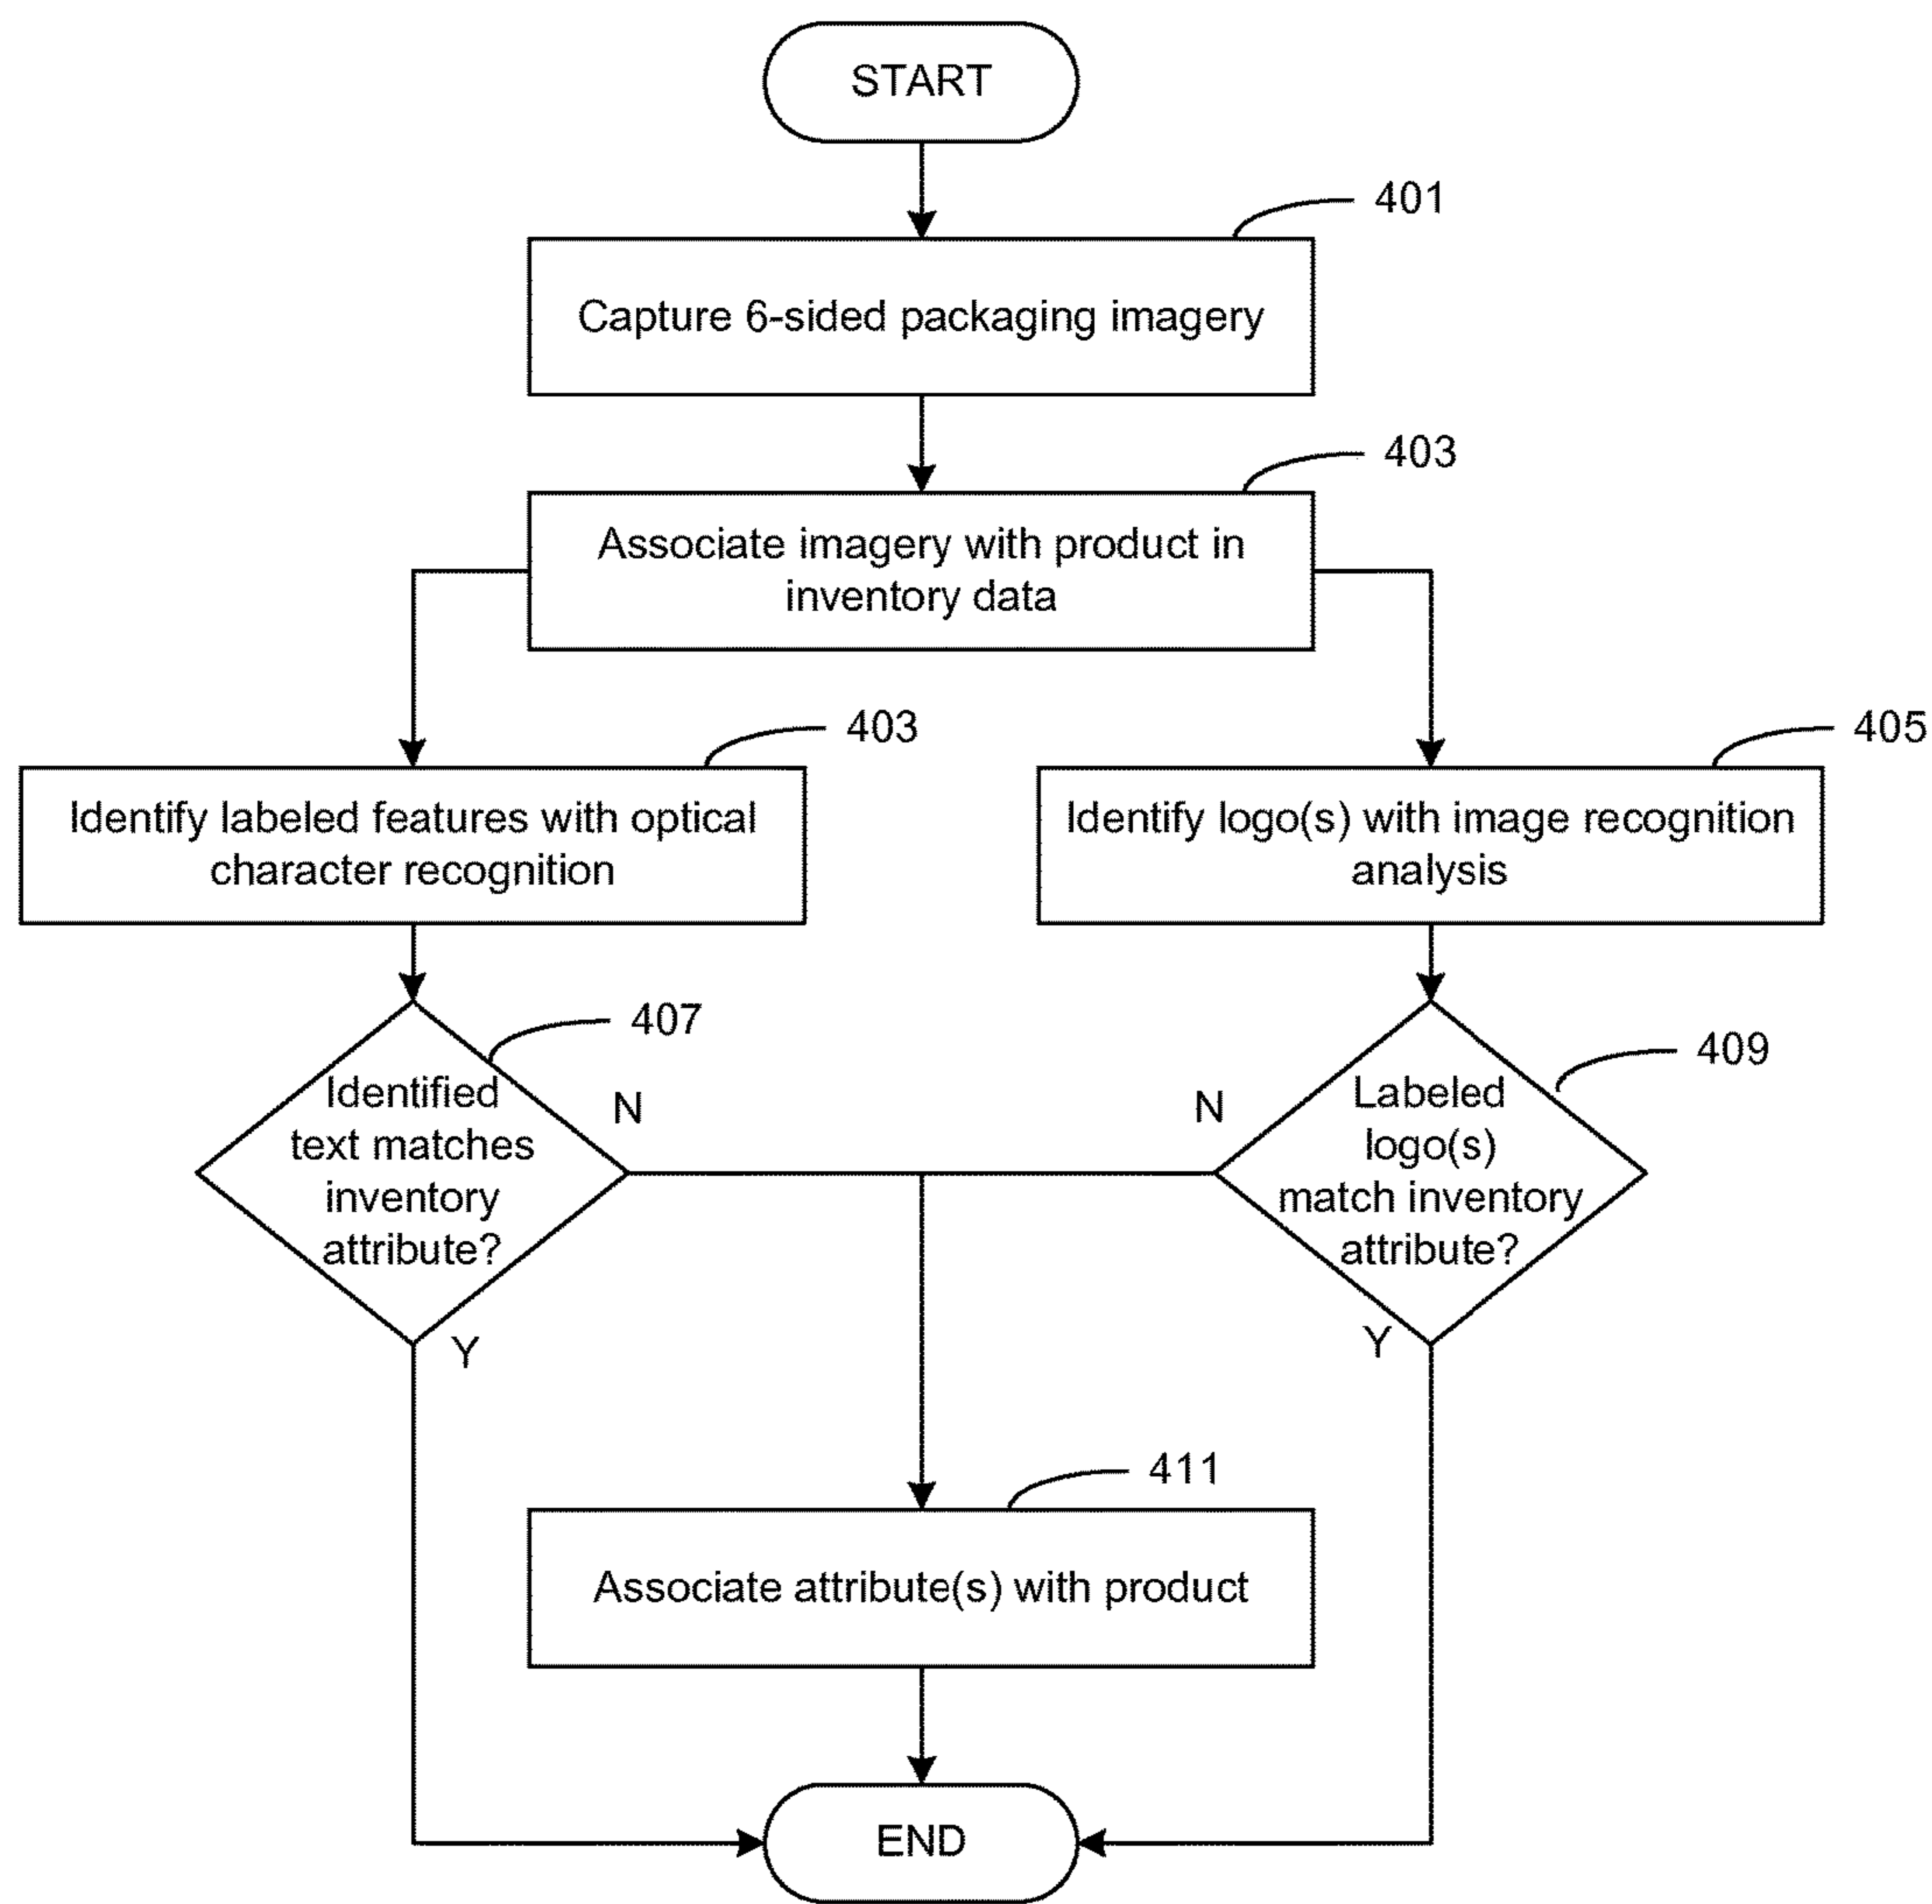 START
401
Capture 6-sided packaging imagery
403
Associate imagery with product in
inventory data
403
Identify labeled features with optical
character recognition
405
Identify logo(s) with image recognition
analysis
407
Identified
text matches
inventory
attribute?
N
Y
409
Labeled
logo(s)
match inventory
attribute?
N
Y
411
Associate attribute(s) with product
END